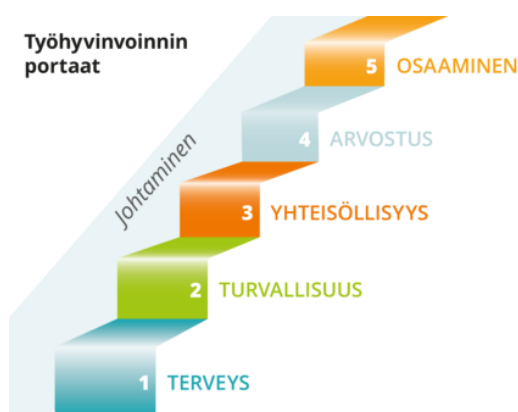 Työhyvinvoinnin
portaat
5 OSAAMINEN
4 ARVOSTUS
Johtaminen
3 YHTEISÖLLISYYS
2 TURVALLISUUS
1 TERVEYS